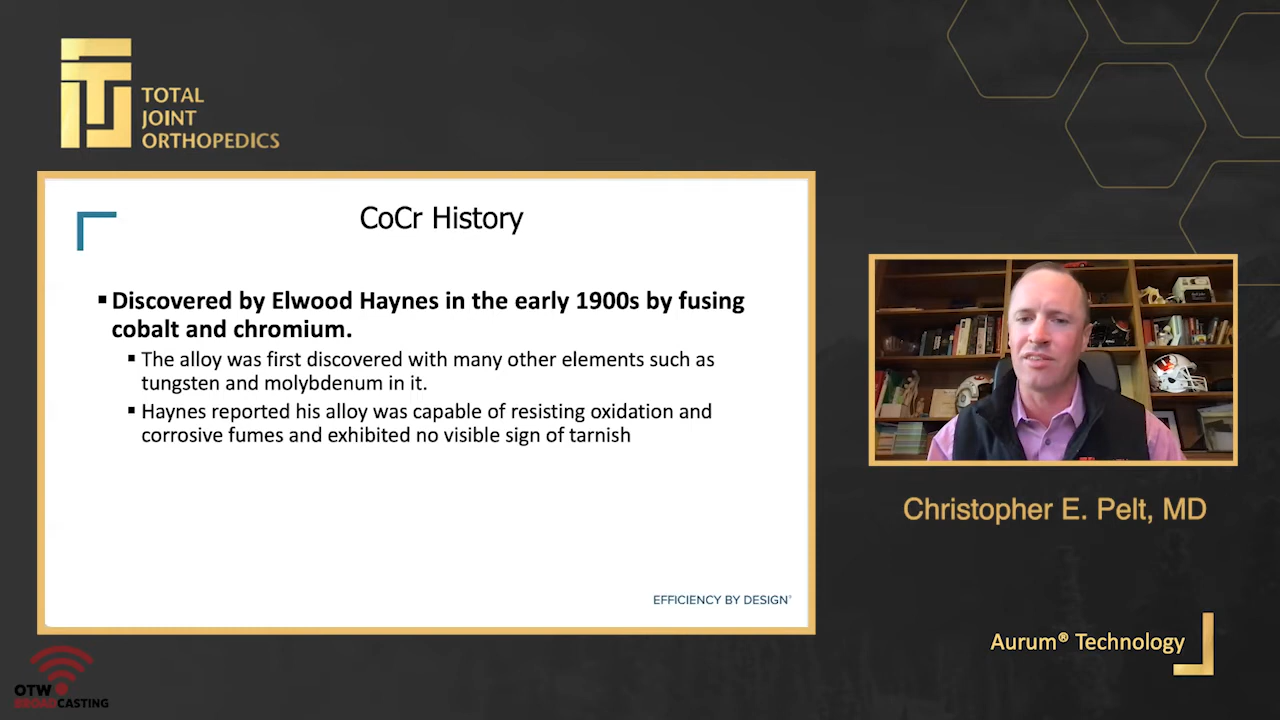 TOTAL
JOINT
ORTHOPEDICS
CoCr History
▪ Discovered by Elwood Haynes in the early 1900s by fusing
cobalt and chromium.
▪ The alloy was first discovered with many other elements such as
tungsten and molybdenum in it.
▪ Haynes reported his alloy was capable of resisting oxidation and
corrosive fumes and exhibited no visible sign of tarnish
EFFICIENCY BY DESIGN®
Christopher E. Pelt, MD
Aurum® Technology
OTW
BROADCASTING